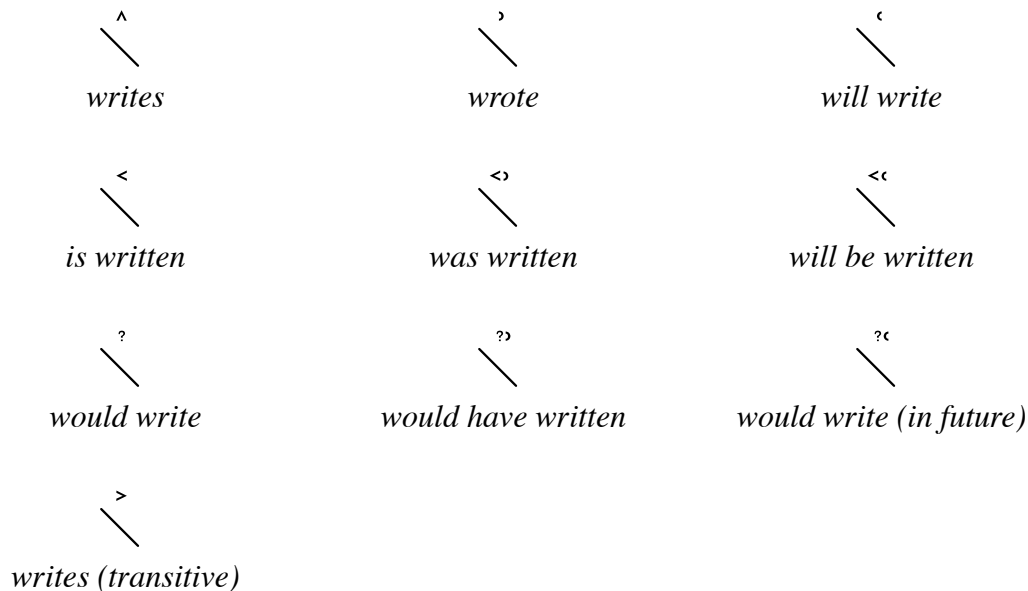 writes wrote will write
is written was written will be written
would write would have written would write (in future)
writes (transitive)